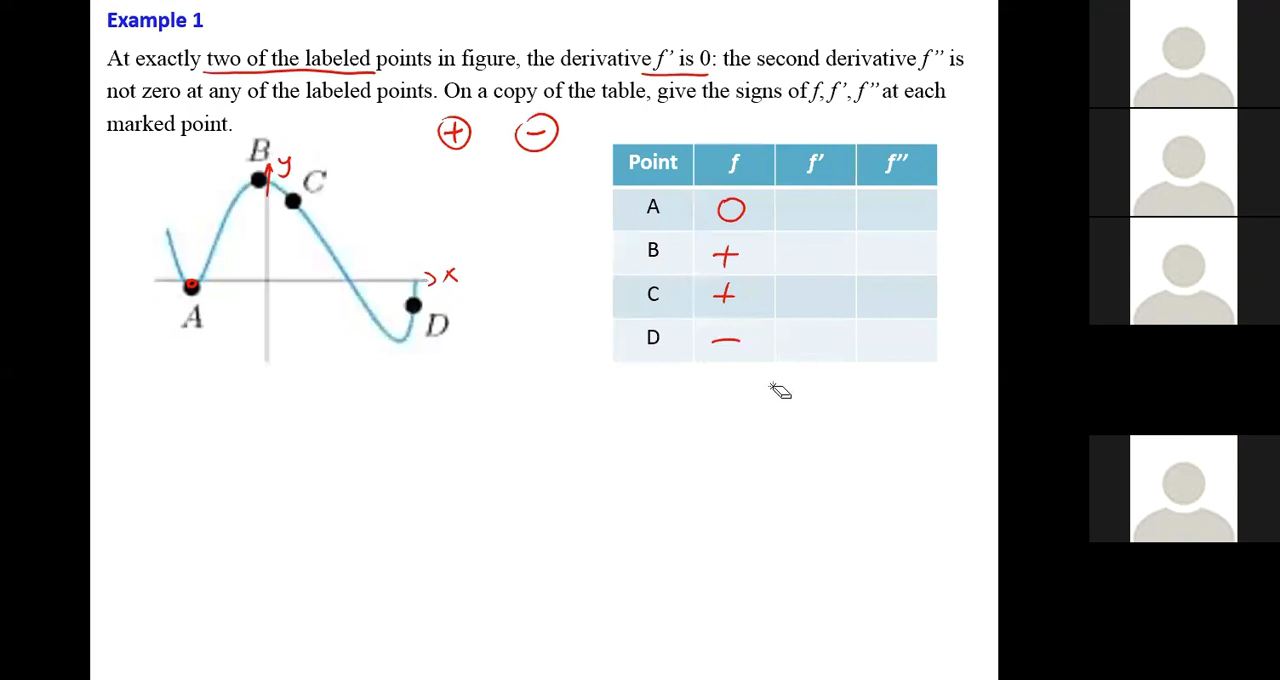 Example 1
At exactly two of the labeled points in figure, the derivative f' is 0: the second derivative f'' is
not zero at any of the labeled points. On a copy of the table, give the signs of f, f', f'' at each
marked point.
+ −
B y C
x
A D
Point f f' f''
A 0
B +
C +
D −